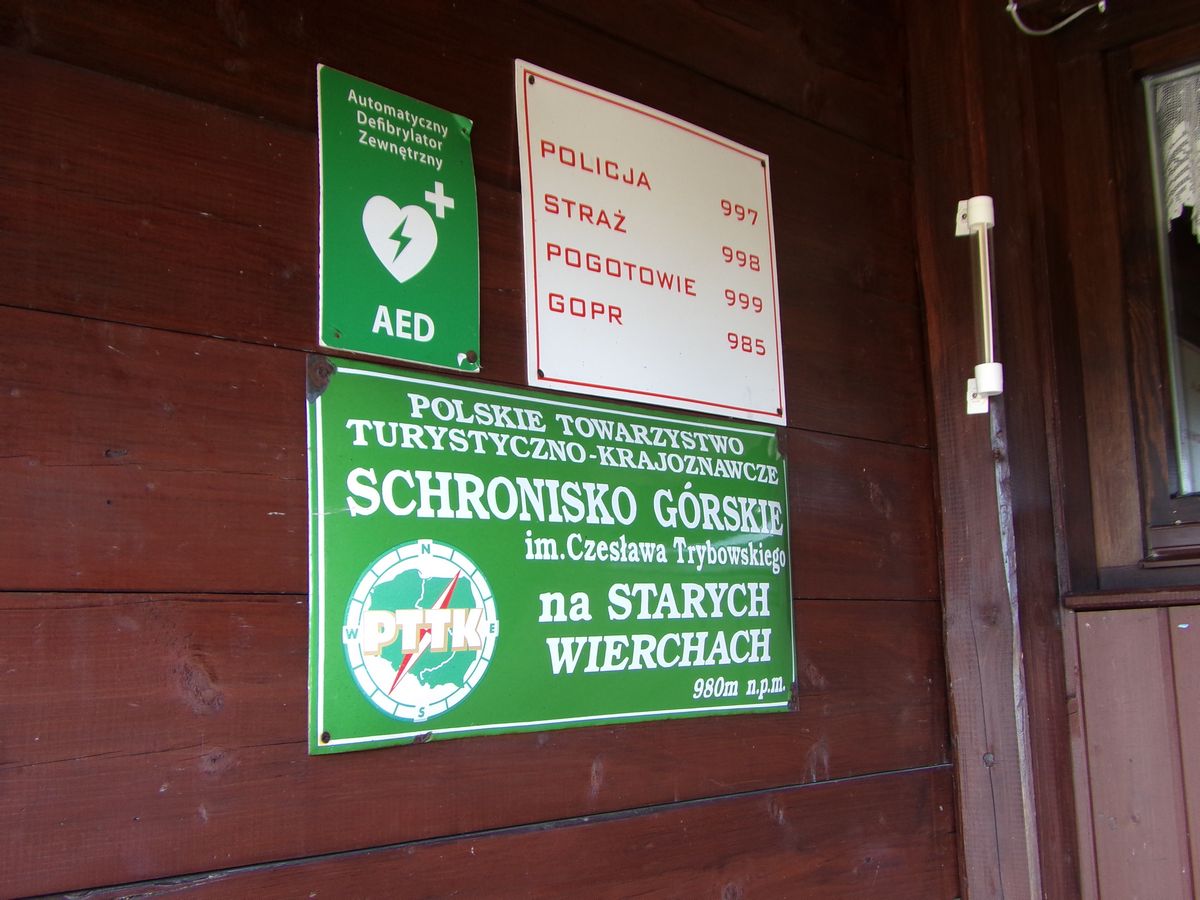 Automatyczny
Defibrylator
Zewnętrzny
AED
POLICJA 997
STRAŻ 998
POGOTOWIE 999
GOPR 985
POLSKIE TOWARZYSTWO
TURYSTYCZNO-KRAJOZNAWCZE
SCHRONISKO GÓRSKIE
im. Czesława Trybowskiego
na STARYCH
WIERCHACH
980m n.p.m.
N
W PTTK E
S